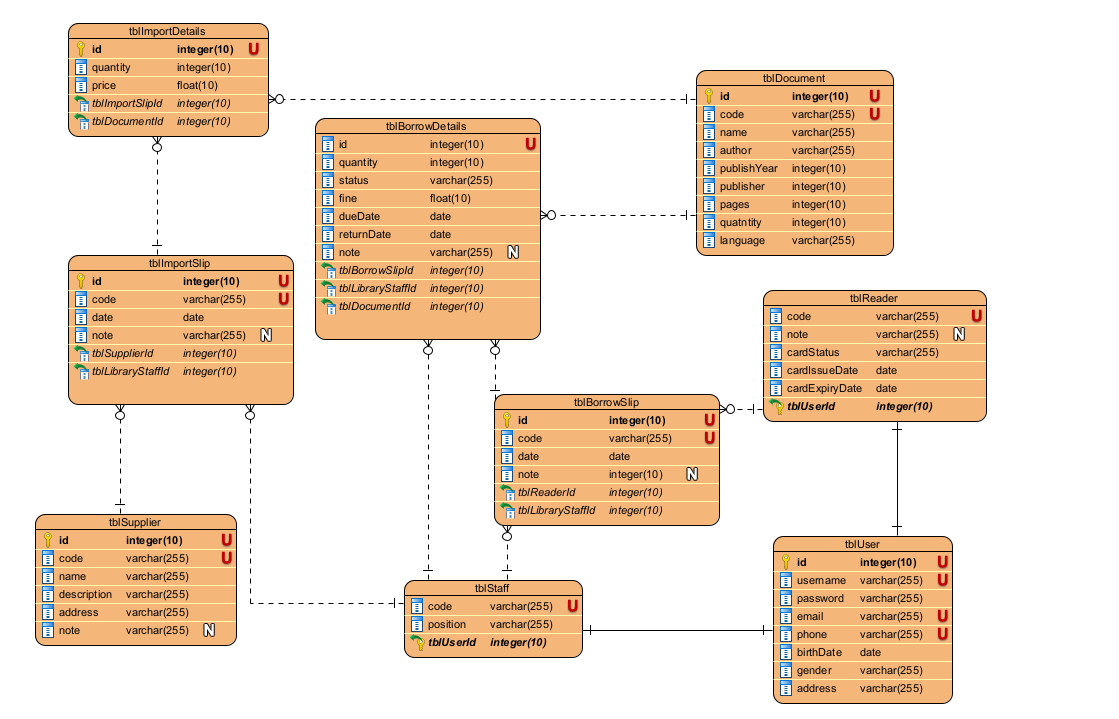 tblImportDetails
id integer(10) U
quantity integer(10)
price float(10)
tblImportSlipId integer(10)
tblDocumentId integer(10)
tblDocument
id integer(10) U
code varchar(255) U
name varchar(255)
author varchar(255)
publishYear integer(10)
publisher integer(10)
pages integer(10)
quatntity integer(10)
language varchar(255)
tblBorrowDetails
id integer(10) U
quantity integer(10)
status varchar(255)
fine float(10)
dueDate date
returnDate date
note varchar(255) N
tblBorrowSlipId integer(10)
tblLibraryStaffId integer(10)
tblDocumentId integer(10)
tblImportSlip
id integer(10) U
code varchar(255) U
date date
note varchar(255) N
tblSupplierId integer(10)
tblLibraryStaffId integer(10)
tblReader
code varchar(255) U
note varchar(255) N
cardStatus varchar(255)
cardIssueDate date
cardExpiryDate date
tblUserId integer(10)
tblBorrowSlip
id integer(10) U
code varchar(255) U
date date
note integer(10) N
tblReaderId integer(10)
tblLibraryStaffId integer(10)
tblSupplier
id integer(10) U
code varchar(255) U
name varchar(255)
description varchar(255)
address varchar(255)
note varchar(255) N
tblStaff
code varchar(255) U
position varchar(255)
tblUserId integer(10)
tblUser
id integer(10) U
username varchar(255) U
password varchar(255)
email varchar(255) U
phone varchar(255) U
birthDate date
gender varchar(255)
address varchar(255)